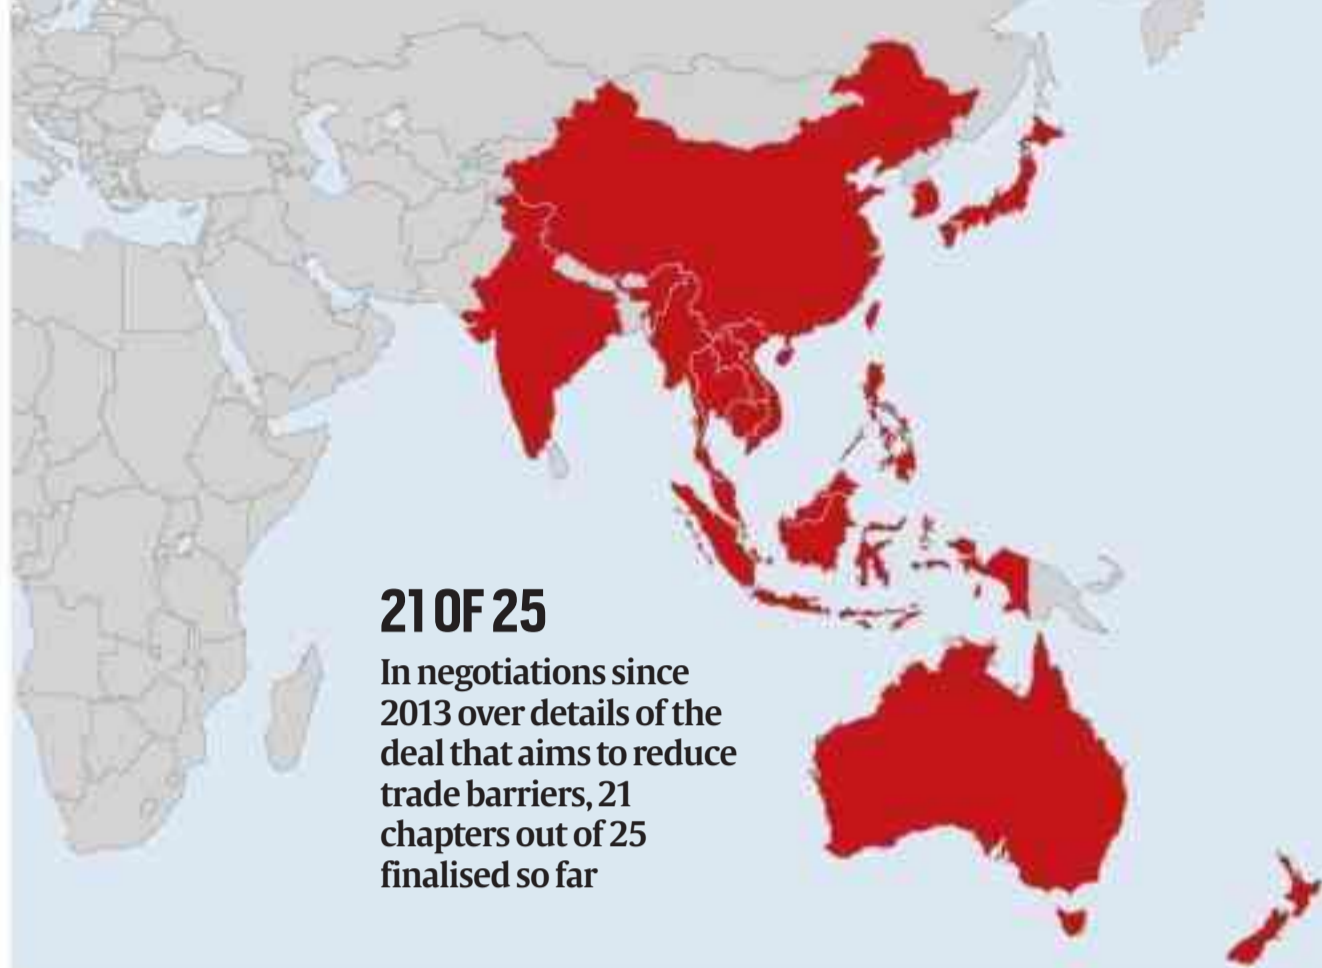 21 OF 25
In negotiations since
2013 over details of the
deal that aims to reduce
trade barriers, 21
chapters out of 25
finalised so far